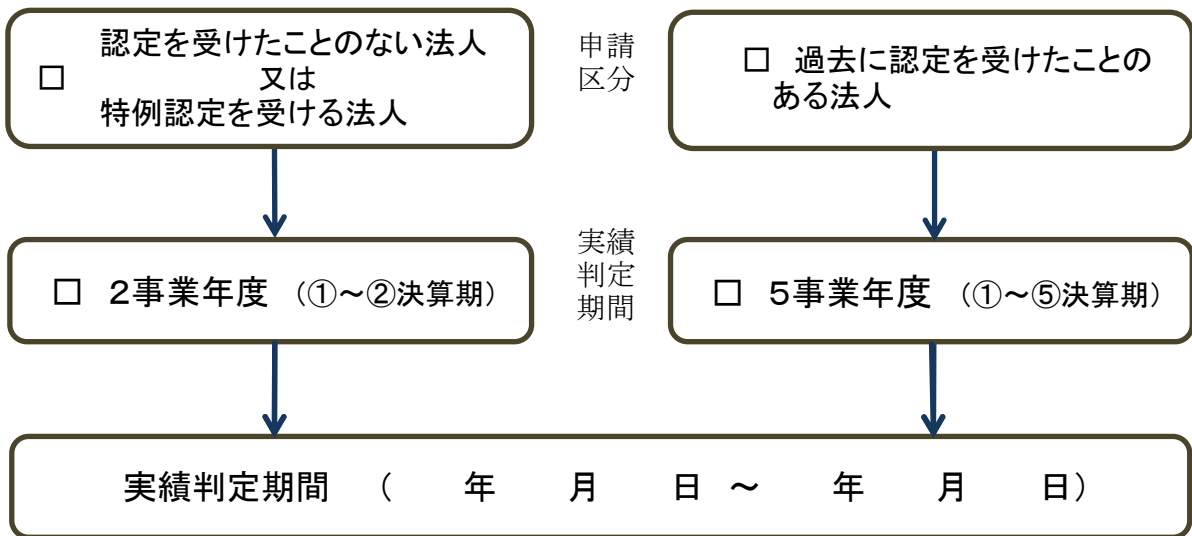 認定を受けたことのない法人
□ 又は
特例認定を受ける法人
申請
区分
□ 過去に認定を受けたことの
ある法人
□ 2事業年度 (①～②決算期)
実績
判定
期間
□ 5事業年度 (①～⑤決算期)
実績判定期間 ( 年 月 日 ～ 年 月 日)